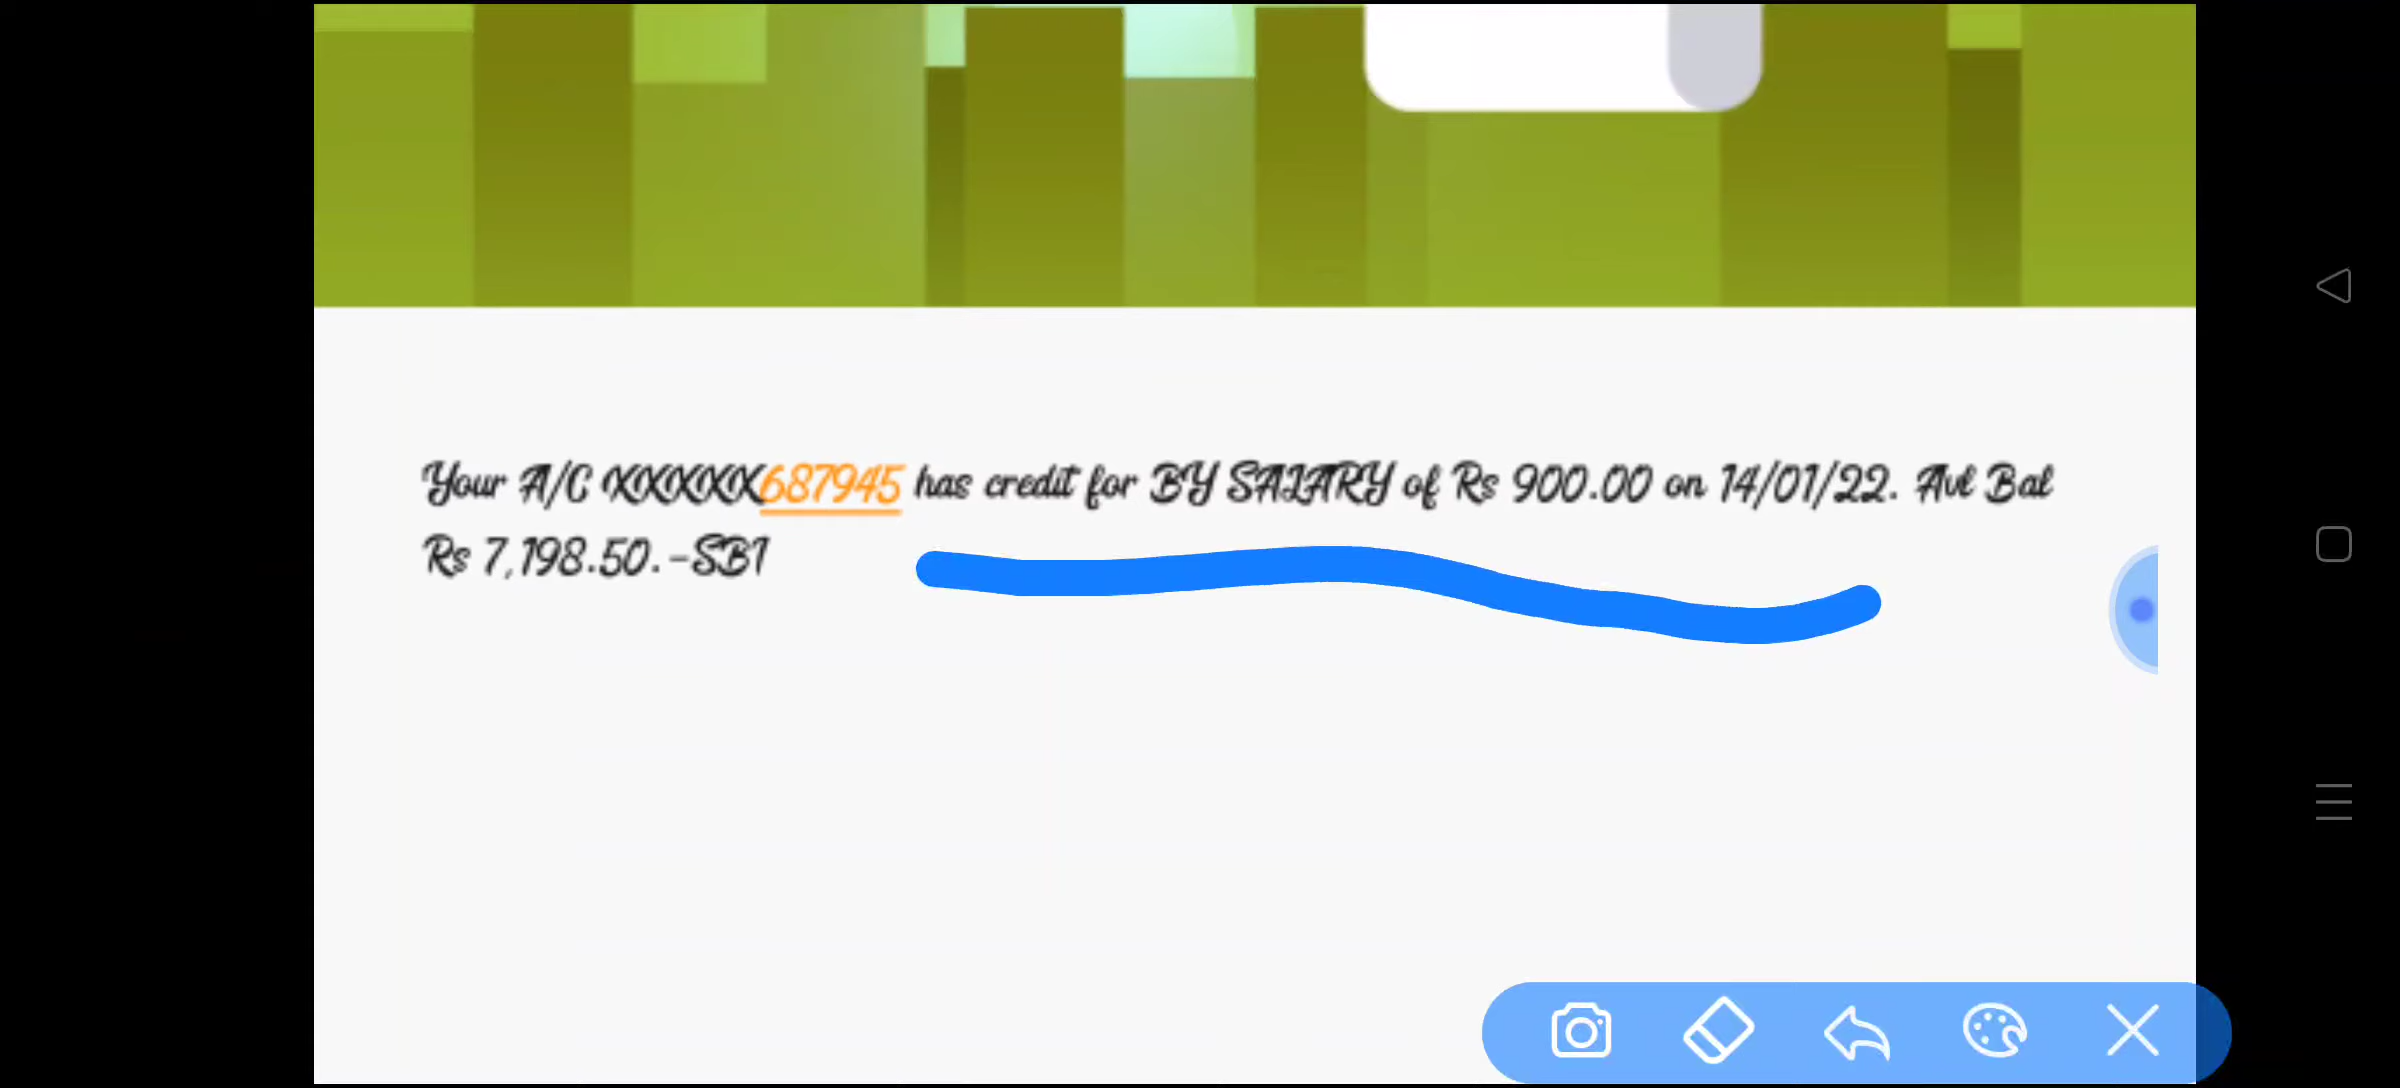 Your A/C XXXXXX687945 has credit for BY SALARY of Rs 900.00 on 14/01/22. Avl Bal
Rs 7,198.50.-SBI